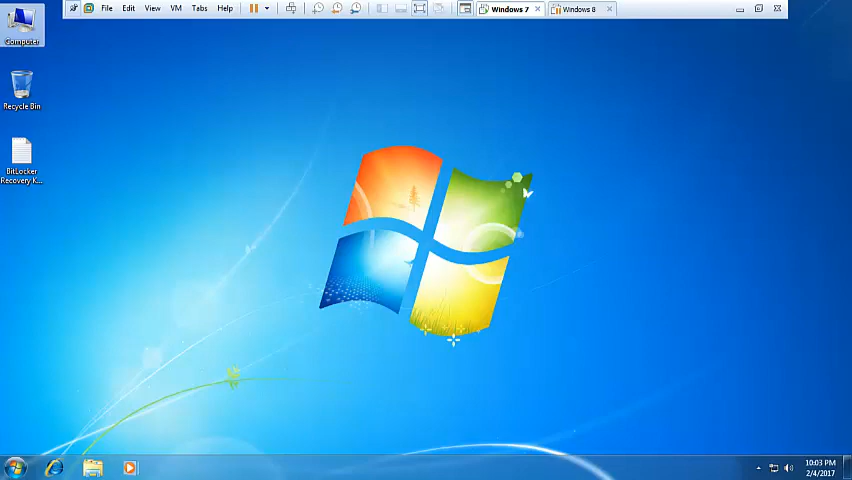 File Edit View VM Tabs Help Windows 7 Windows 8
Computer
Recycle Bin
BitLocker
Recovery K...
10:03 PM
2/4/2017